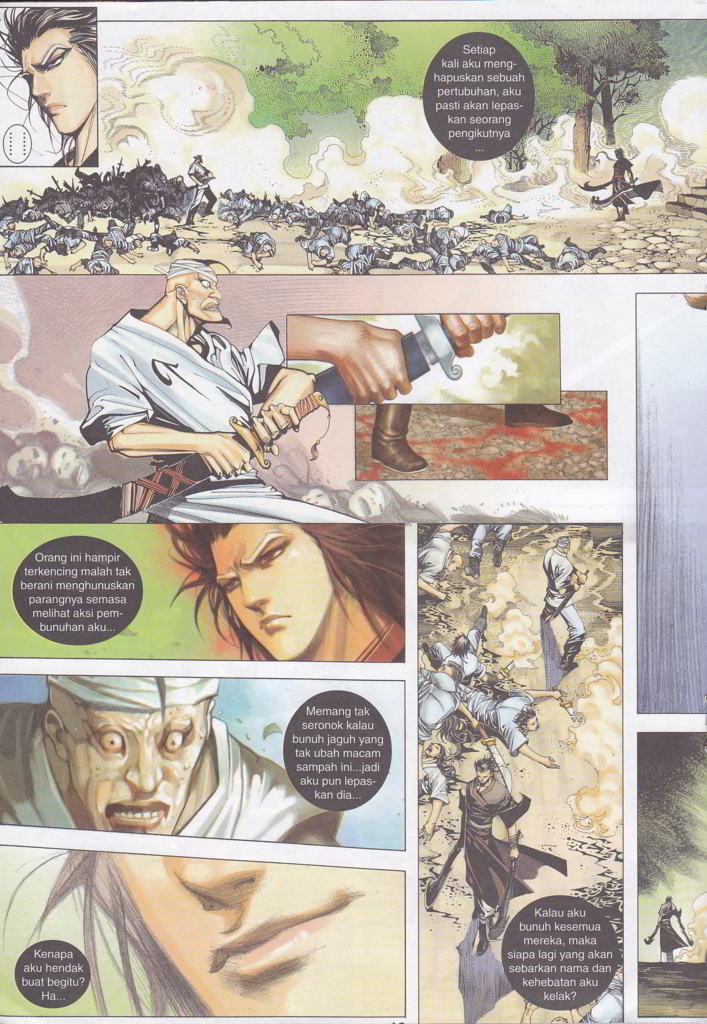 Setiap
kali aku meng-
hapuskan sebuah
pertubuhan, aku
pasti akan lepas-
kan seorang
pengikutnya
...
Orang ini hampir
terkencing malah tak
berani menghunuskan
parangnya semasa
melihat aksi pem-
bunuhan aku...
Memang tak
seronok kalau
bunuh jaguh yang
tak ubah macam
sampah ini...jadi
aku pun lepas-
kan dia...
Kenapa
aku hendak
buat begitu?
Ha...
Kalau aku
bunuh kesemua
mereka, maka
siapa lagi yang akan
sebarkan nama dan
kehebatan aku
kelak?